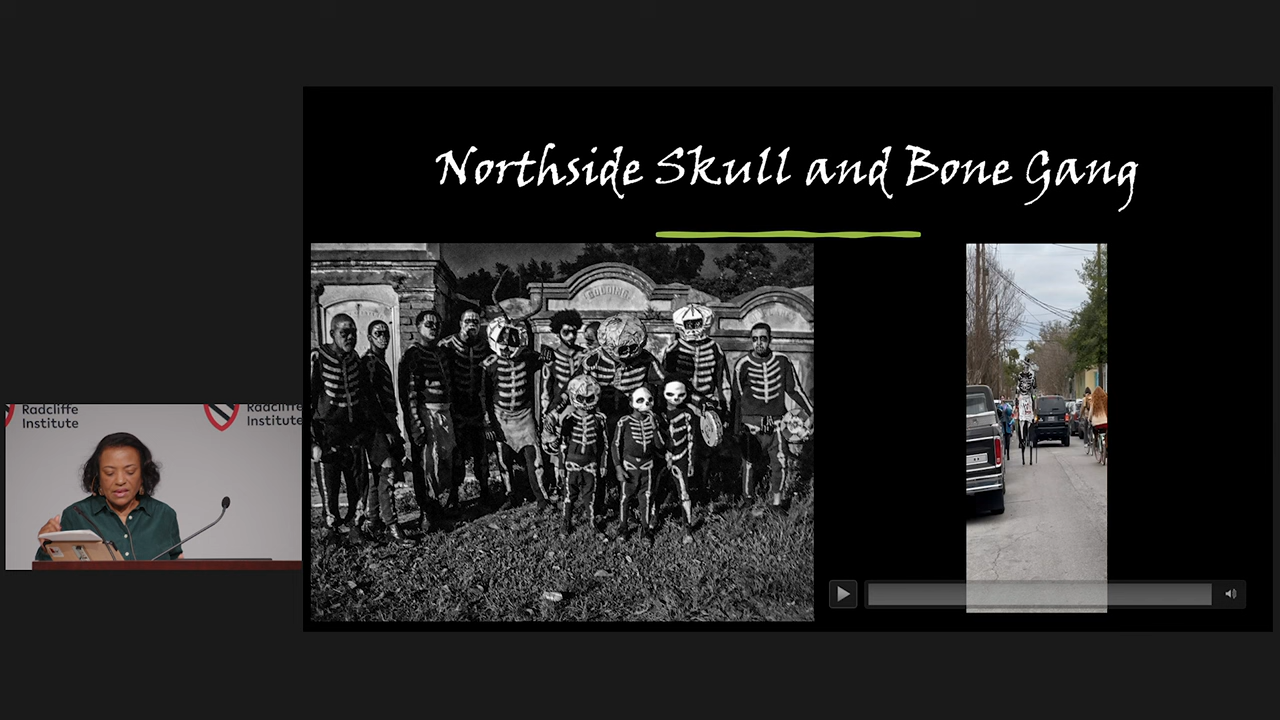 Northside Skull and Bone Gang
Radcliffe
Institute
Radcliffe
Institute